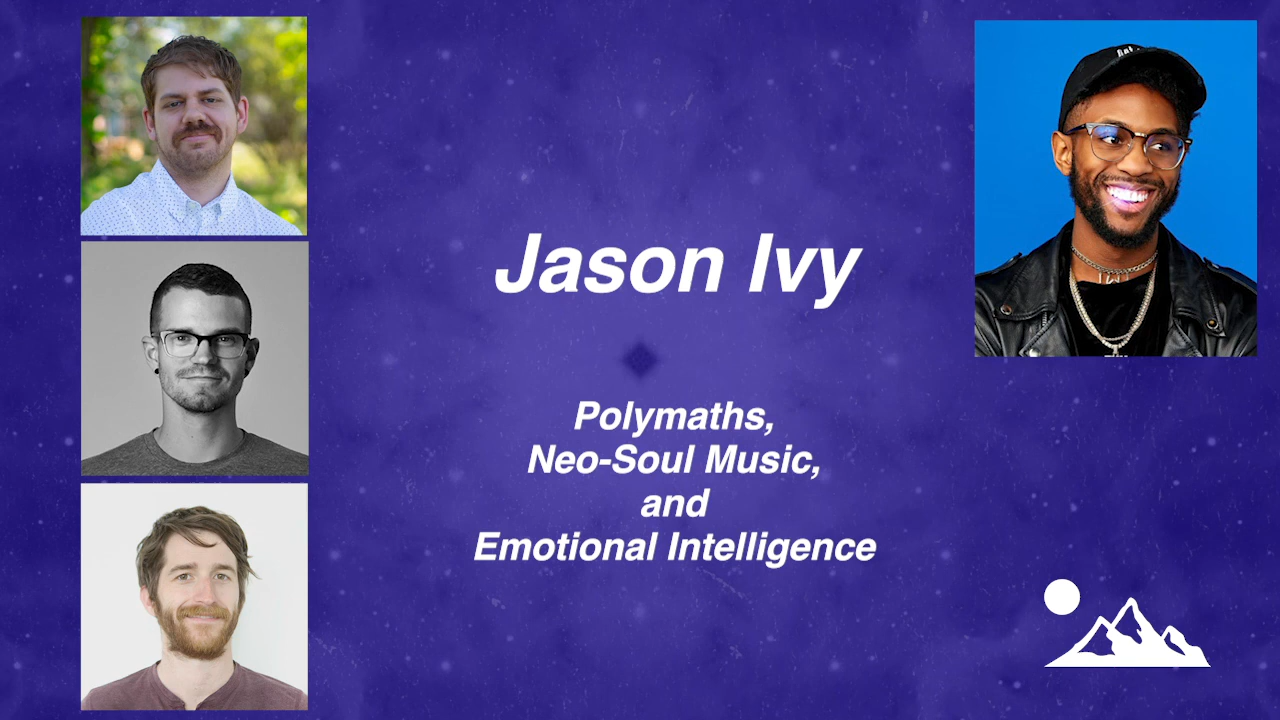 Jason Ivy
Polymaths,
Neo-Soul Music,
and
Emotional Intelligence